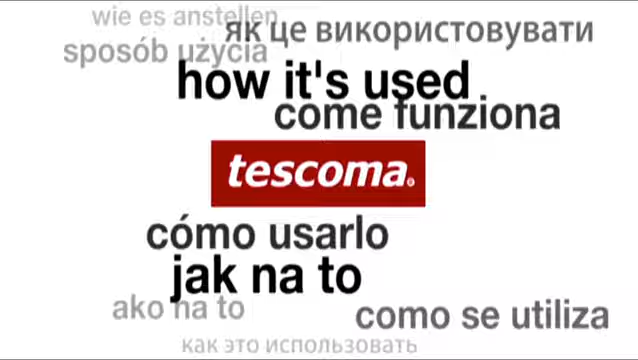 wie es anstellen
як це використовувати
sposób użycia
how it's used
come funziona
tescoma®
cómo usarlo
jak na to
ako na to
como se utiliza
как это использовать